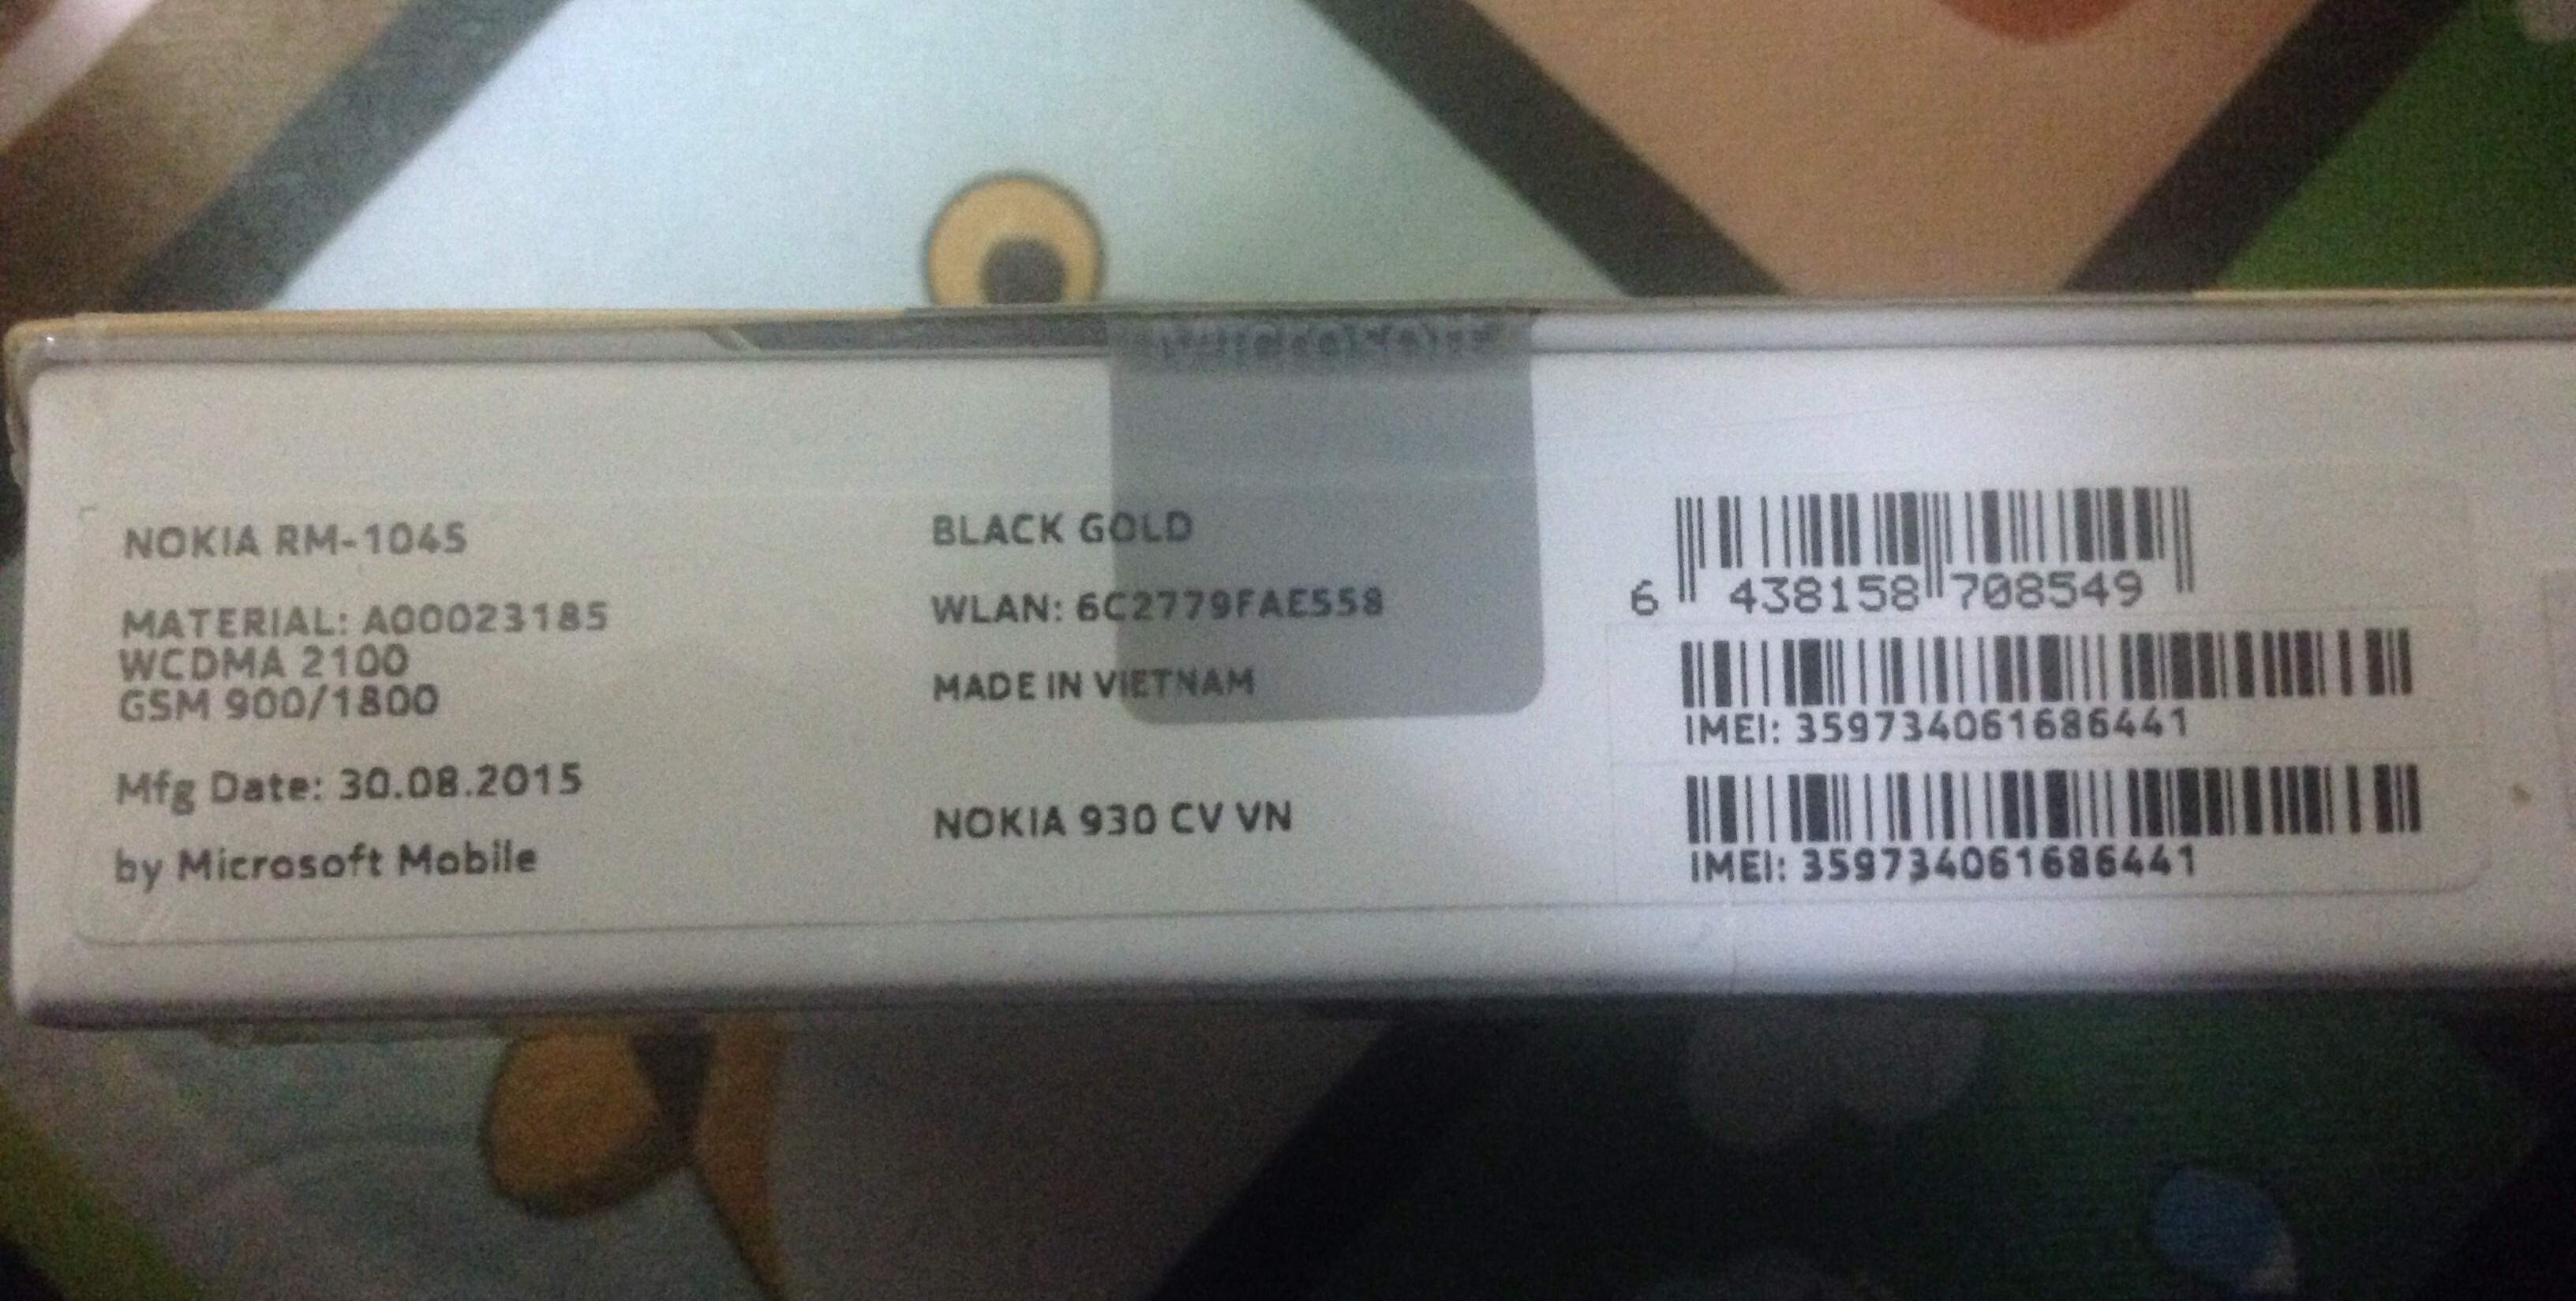 Microsoft
NOKIA RM-1045
MATERIAL: A00023185
WCDMA 2100
GSM 900/1800
Mfg Date: 30.08.2015
by Microsoft Mobile
BLACK GOLD
WLAN: 6C2779FAE558
MADE IN VIETNAM
NOKIA 930 CV VN
6 438158 708549
IMEI: 359734061686441
IMEI: 359734061686441